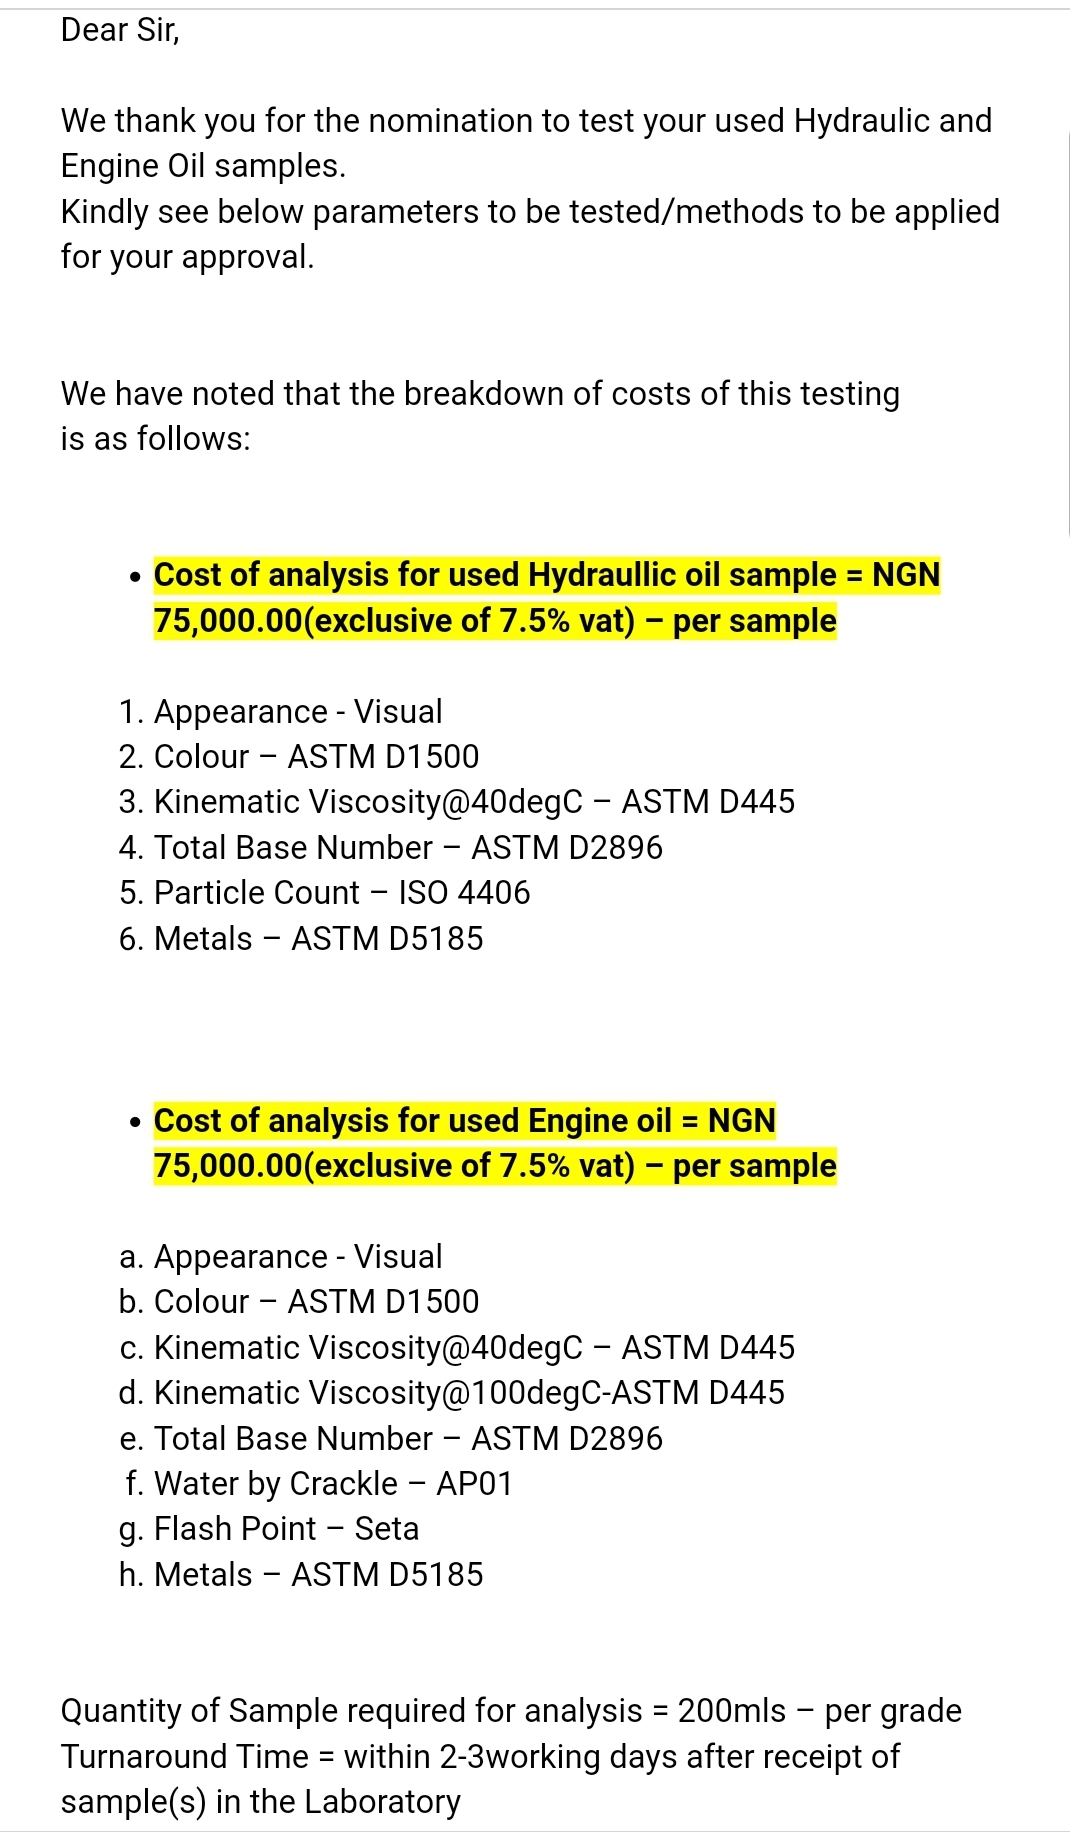 Dear Sir,
We thank you for the nomination to test your used Hydraulic and
Engine Oil samples.
Kindly see below parameters to be tested/methods to be applied
for your approval.
We have noted that the breakdown of costs of this testing
is as follows:
• Cost of analysis for used Hydraullic oil sample = NGN
75,000.00(exclusive of 7.5% vat) – per sample
1. Appearance - Visual
2. Colour – ASTM D1500
3. Kinematic Viscosity@40degC – ASTM D445
4. Total Base Number – ASTM D2896
5. Particle Count – ISO 4406
6. Metals – ASTM D5185
• Cost of analysis for used Engine oil = NGN
75,000.00(exclusive of 7.5% vat) – per sample
a. Appearance - Visual
b. Colour – ASTM D1500
c. Kinematic Viscosity@40degC – ASTM D445
d. Kinematic Viscosity@100degC-ASTM D445
e. Total Base Number – ASTM D2896
f. Water by Crackle – AP01
g. Flash Point – Seta
h. Metals – ASTM D5185
Quantity of Sample required for analysis = 200mls – per grade
Turnaround Time = within 2-3working days after receipt of
sample(s) in the Laboratory